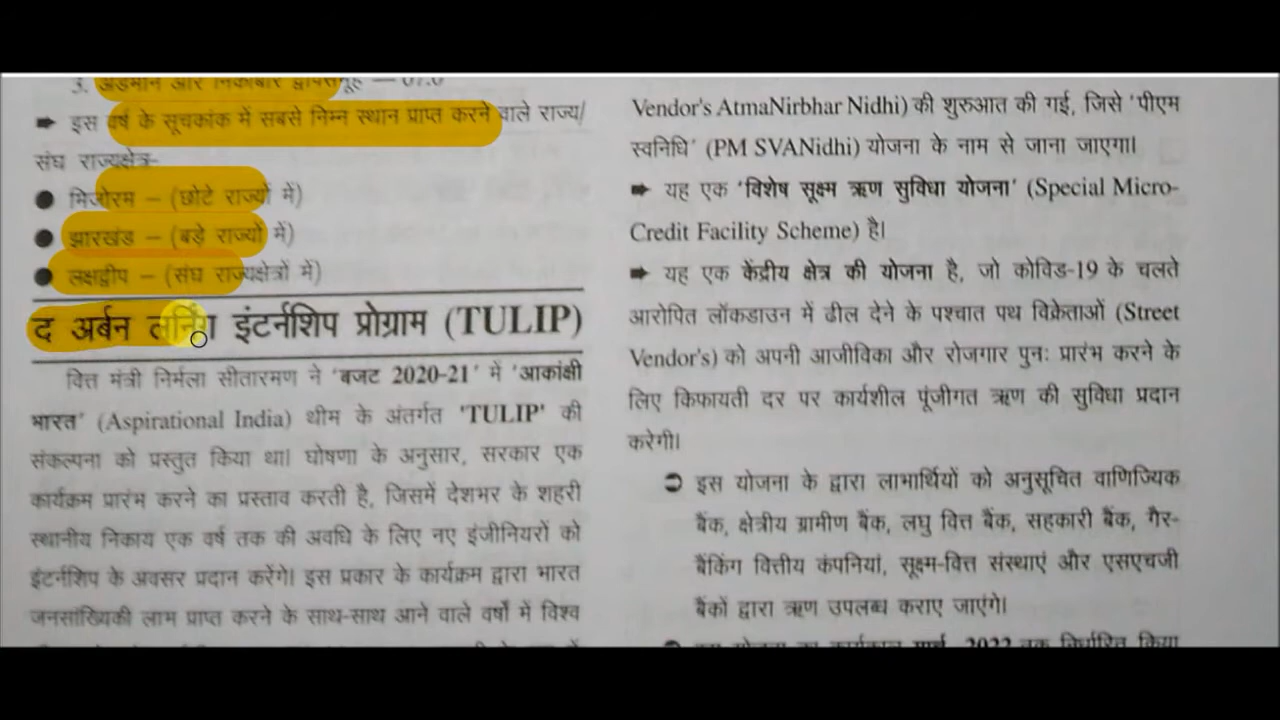 3. अंडमान और निकोबार द्वीपसमूह — 07.0
➡ इस वर्ष के सूचकांक में सबसे निम्न स्थान प्राप्त करने वाले राज्य/
संघ राज्यक्षेत्र-
● मिजोरम – (छोटे राज्यों में)
● झारखंड – (बड़े राज्यों में)
● लक्षद्वीप – (संघ राज्यक्षेत्रों में)
द अर्बन लर्निंग इंटर्नशिप प्रोग्राम (TULIP)
वित्त मंत्री निर्मला सीतारमण ने 'बजट 2020-21' में 'आकांक्षी
भारत' (Aspirational India) थीम के अंतर्गत 'TULIP' की
संकल्पना को प्रस्तुत किया था। घोषणा के अनुसार, सरकार एक
कार्यक्रम प्रारंभ करने का प्रस्ताव करती है, जिसमें देशभर के शहरी
स्थानीय निकाय एक वर्ष तक की अवधि के लिए नए इंजीनियरों को
इंटर्नशिप के अवसर प्रदान करेंगे। इस प्रकार के कार्यक्रम द्वारा भारत
जनसांख्यिकी लाभ प्राप्त करने के साथ-साथ आने वाले वर्षों में विश्व
Vendor's AtmaNirbhar Nidhi) की शुरुआत की गई, जिसे 'पीएम
स्वनिधि' (PM SVANidhi) योजना के नाम से जाना जाएगा।
➡ यह एक 'विशेष सूक्ष्म ऋण सुविधा योजना' (Special Micro-
Credit Facility Scheme) है।
➡ यह एक केंद्रीय क्षेत्र की योजना है, जो कोविड-19 के चलते
आरोपित लॉकडाउन में ढील देने के पश्चात पथ विक्रेताओं (Street
Vendor's) को अपनी आजीविका और रोजगार पुनः प्रारंभ करने के
लिए किफायती दर पर कार्यशील पूंजीगत ऋण की सुविधा प्रदान
करेगी।
➲ इस योजना के द्वारा लाभार्थियों को अनुसूचित वाणिज्यिक
बैंक, क्षेत्रीय ग्रामीण बैंक, लघु वित्त बैंक, सहकारी बैंक, गैर-
बैंकिंग वित्तीय कंपनियां, सूक्ष्म-वित्त संस्थाएं और एसएचजी
बैंकों द्वारा ऋण उपलब्ध कराए जाएंगे।
➲ इस योजना का कार्यकाल मार्च, 2022 तक निर्धारित किया